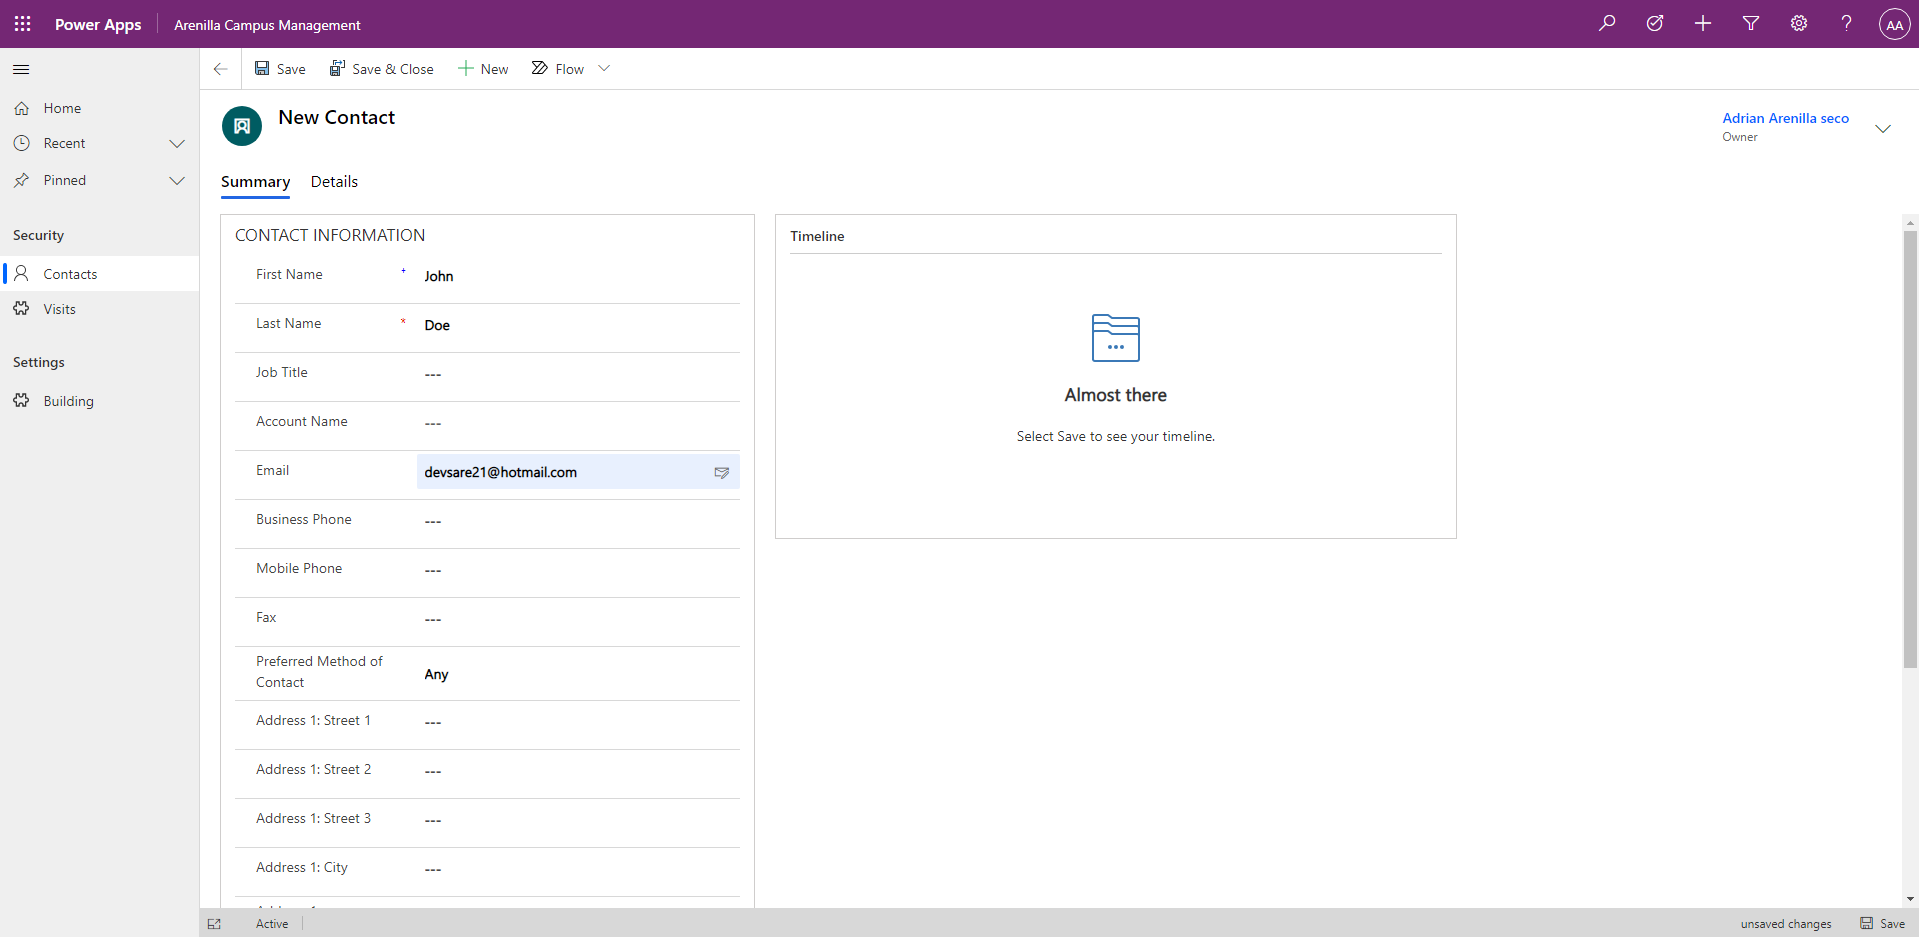 Power Apps
Arenilla Campus Management
?
AA
Save
Save & Close
New
Flow
Home
Recent
Pinned
Security
Contacts
Visits
Settings
Building
New Contact
Adrian Arenilla seco
Owner
Summary
Details
CONTACT INFORMATION
First Name + John
Last Name * Doe
Job Title ---
Account Name ---
Email devsare21@hotmail.com
Business Phone ---
Mobile Phone ---
Fax ---
Preferred Method of
Contact
Any
Address 1: Street 1 ---
Address 1: Street 2 ---
Address 1: Street 3 ---
Address 1: City ---
Timeline
Almost there
Select Save to see your timeline.
Active
unsaved changes
Save